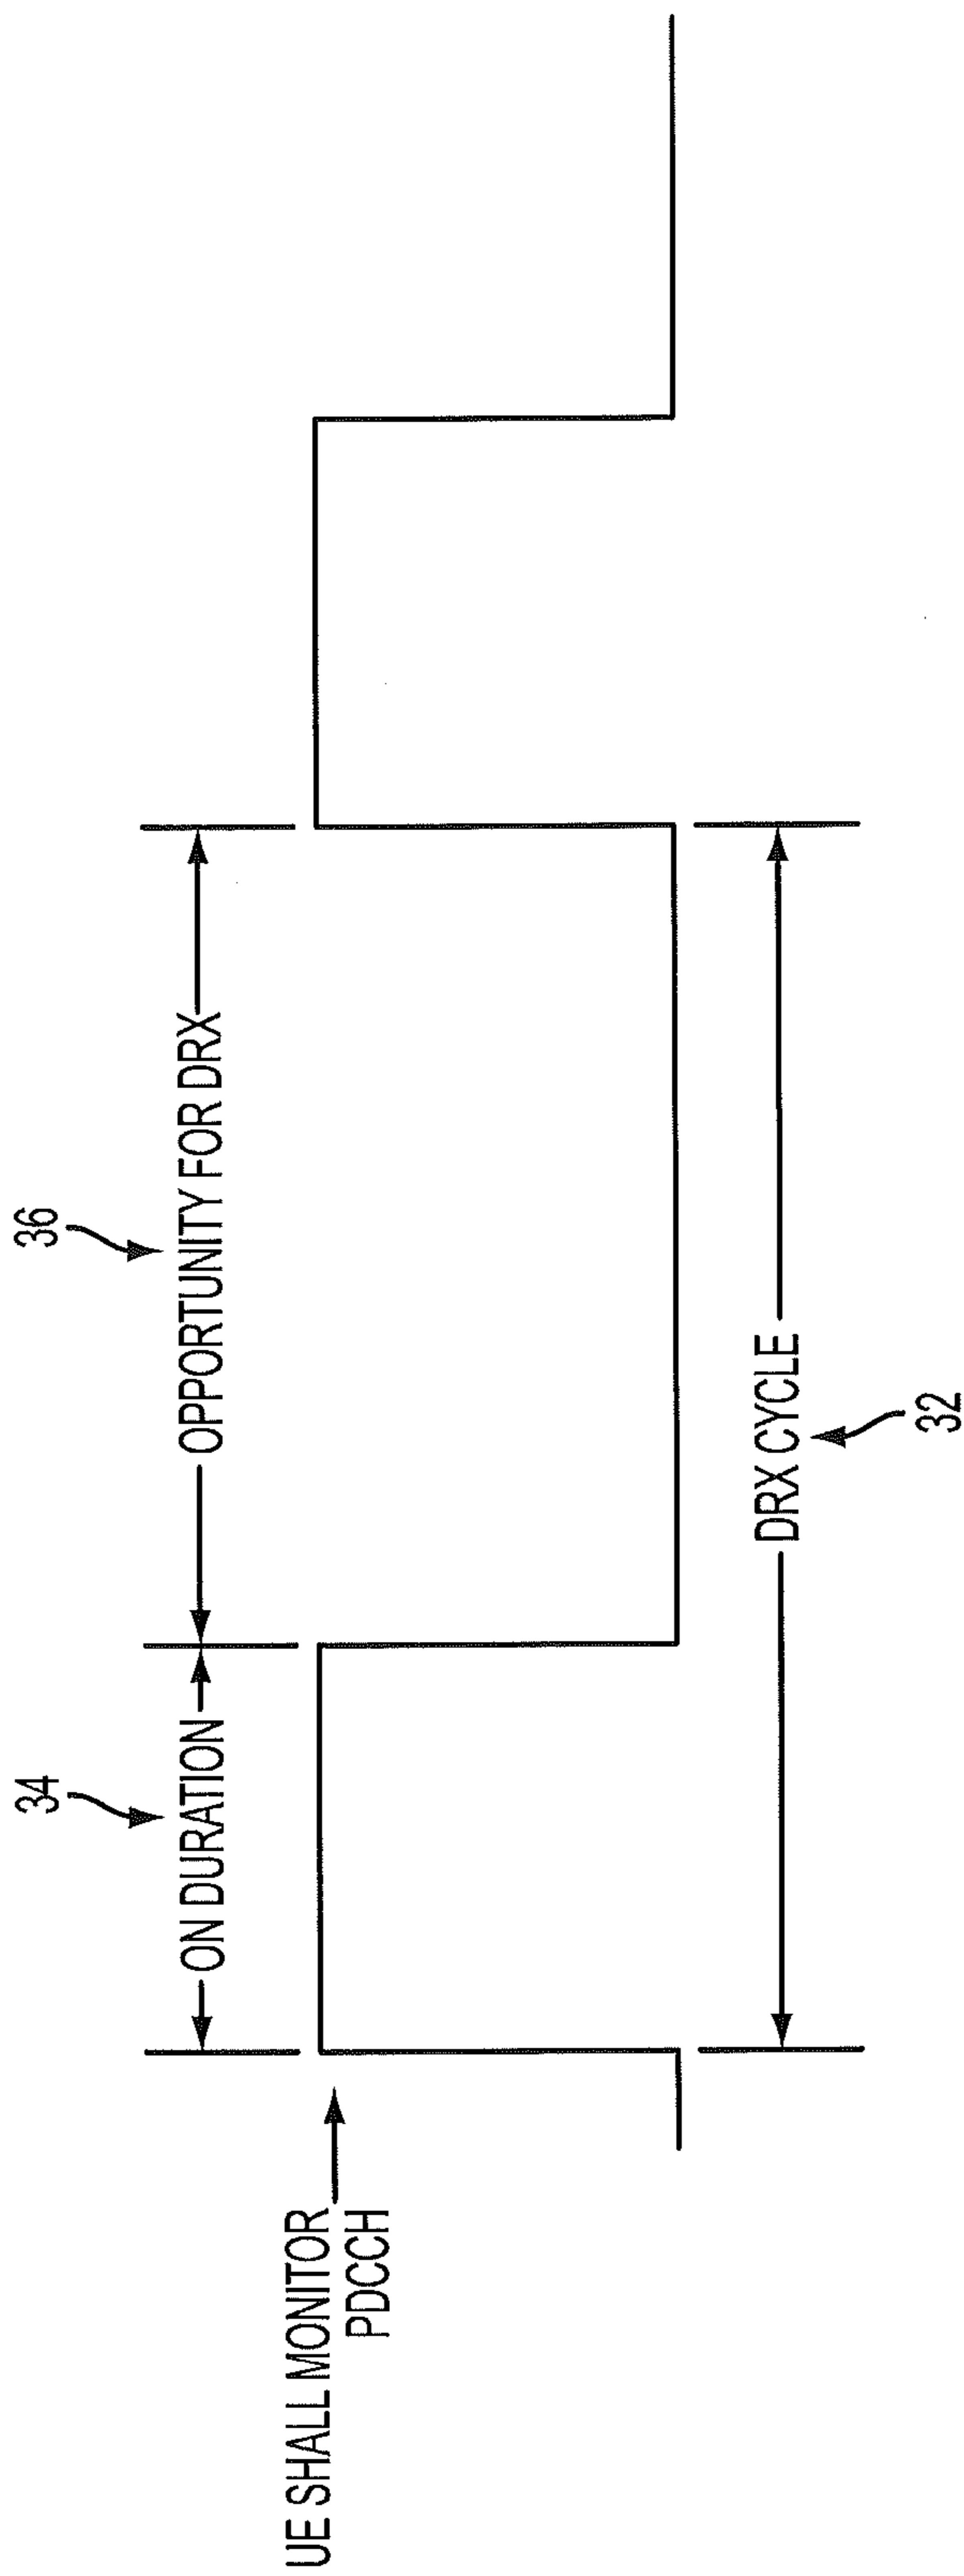 34
36
ON DURATION
OPPORTUNITY FOR DRX
UE SHALL MONITOR
PDCCH
DRX CYCLE
32